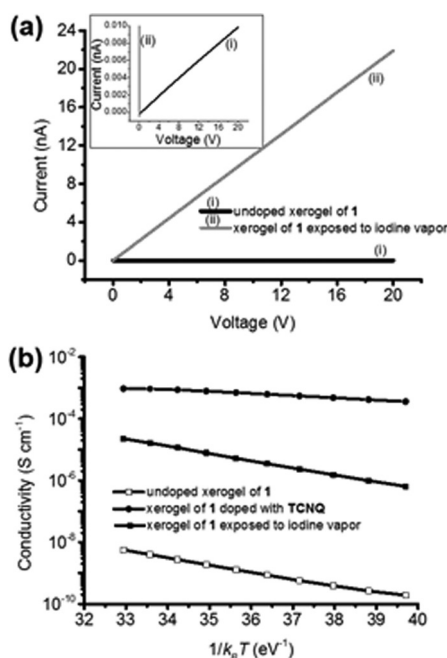 (a)
24
20
16
12
8
4
0
Current (nA)
0.010
0.008
0.006
0.004
0.002
0.000
Current (nA)
(ii)
(i)
0 4 8 12 16 20
Voltage (V)
(ii)
(i) undoped xerogel of 1
(ii) xerogel of 1 exposed to iodine vapor
(i)
0 4 8 12 16 20
Voltage (V)
(b)
10⁻²
10⁻⁴
10⁻⁶
10⁻⁸
10⁻¹⁰
Conductivity (S cm⁻¹)
undoped xerogel of 1
xerogel of 1 doped with TCNQ
xerogel of 1 exposed to iodine vapor
32 33 34 35 36 37 38 39 40
1/k_BT (eV⁻¹)